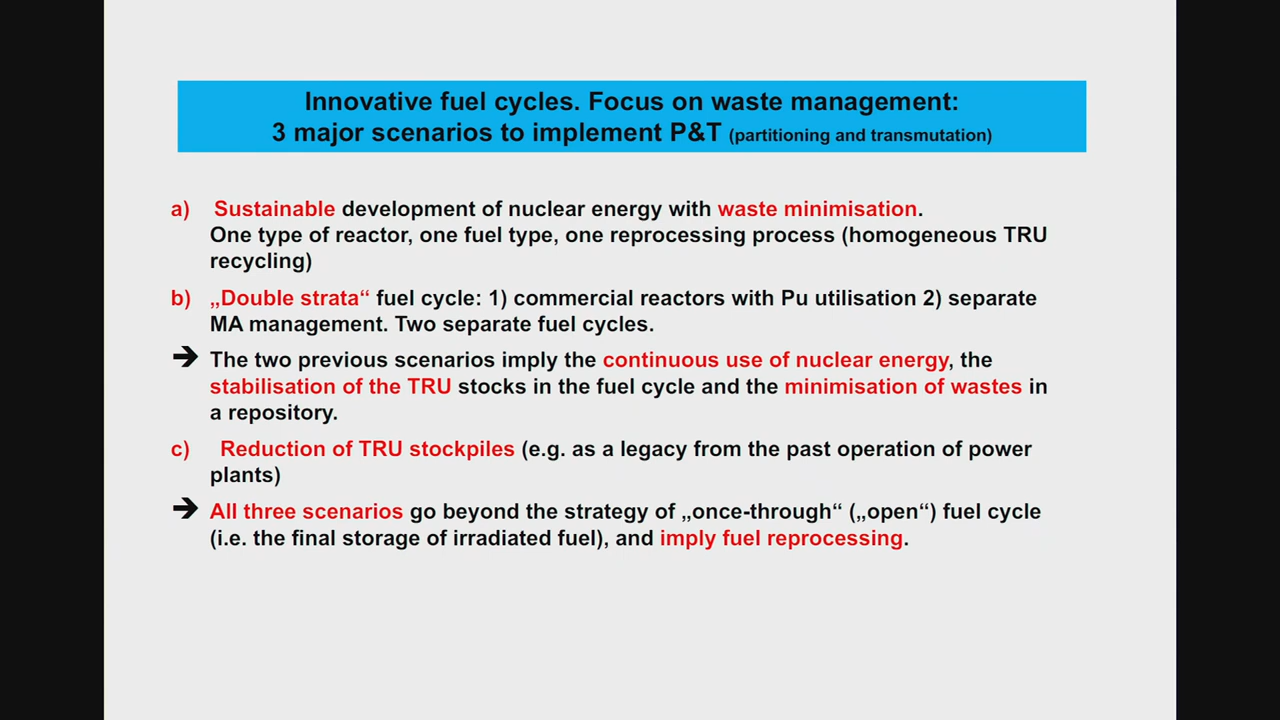 Innovative fuel cycles. Focus on waste management:
3 major scenarios to implement P&T (partitioning and transmutation)
a) Sustainable development of nuclear energy with waste minimisation.
One type of reactor, one fuel type, one reprocessing process (homogeneous TRU
recycling)
b) „Double strata“ fuel cycle: 1) commercial reactors with Pu utilisation 2) separate
MA management. Two separate fuel cycles.
➔ The two previous scenarios imply the continuous use of nuclear energy, the
stabilisation of the TRU stocks in the fuel cycle and the minimisation of wastes in
a repository.
c) Reduction of TRU stockpiles (e.g. as a legacy from the past operation of power
plants)
➔ All three scenarios go beyond the strategy of „once-through“ („open“) fuel cycle
(i.e. the final storage of irradiated fuel), and imply fuel reprocessing.